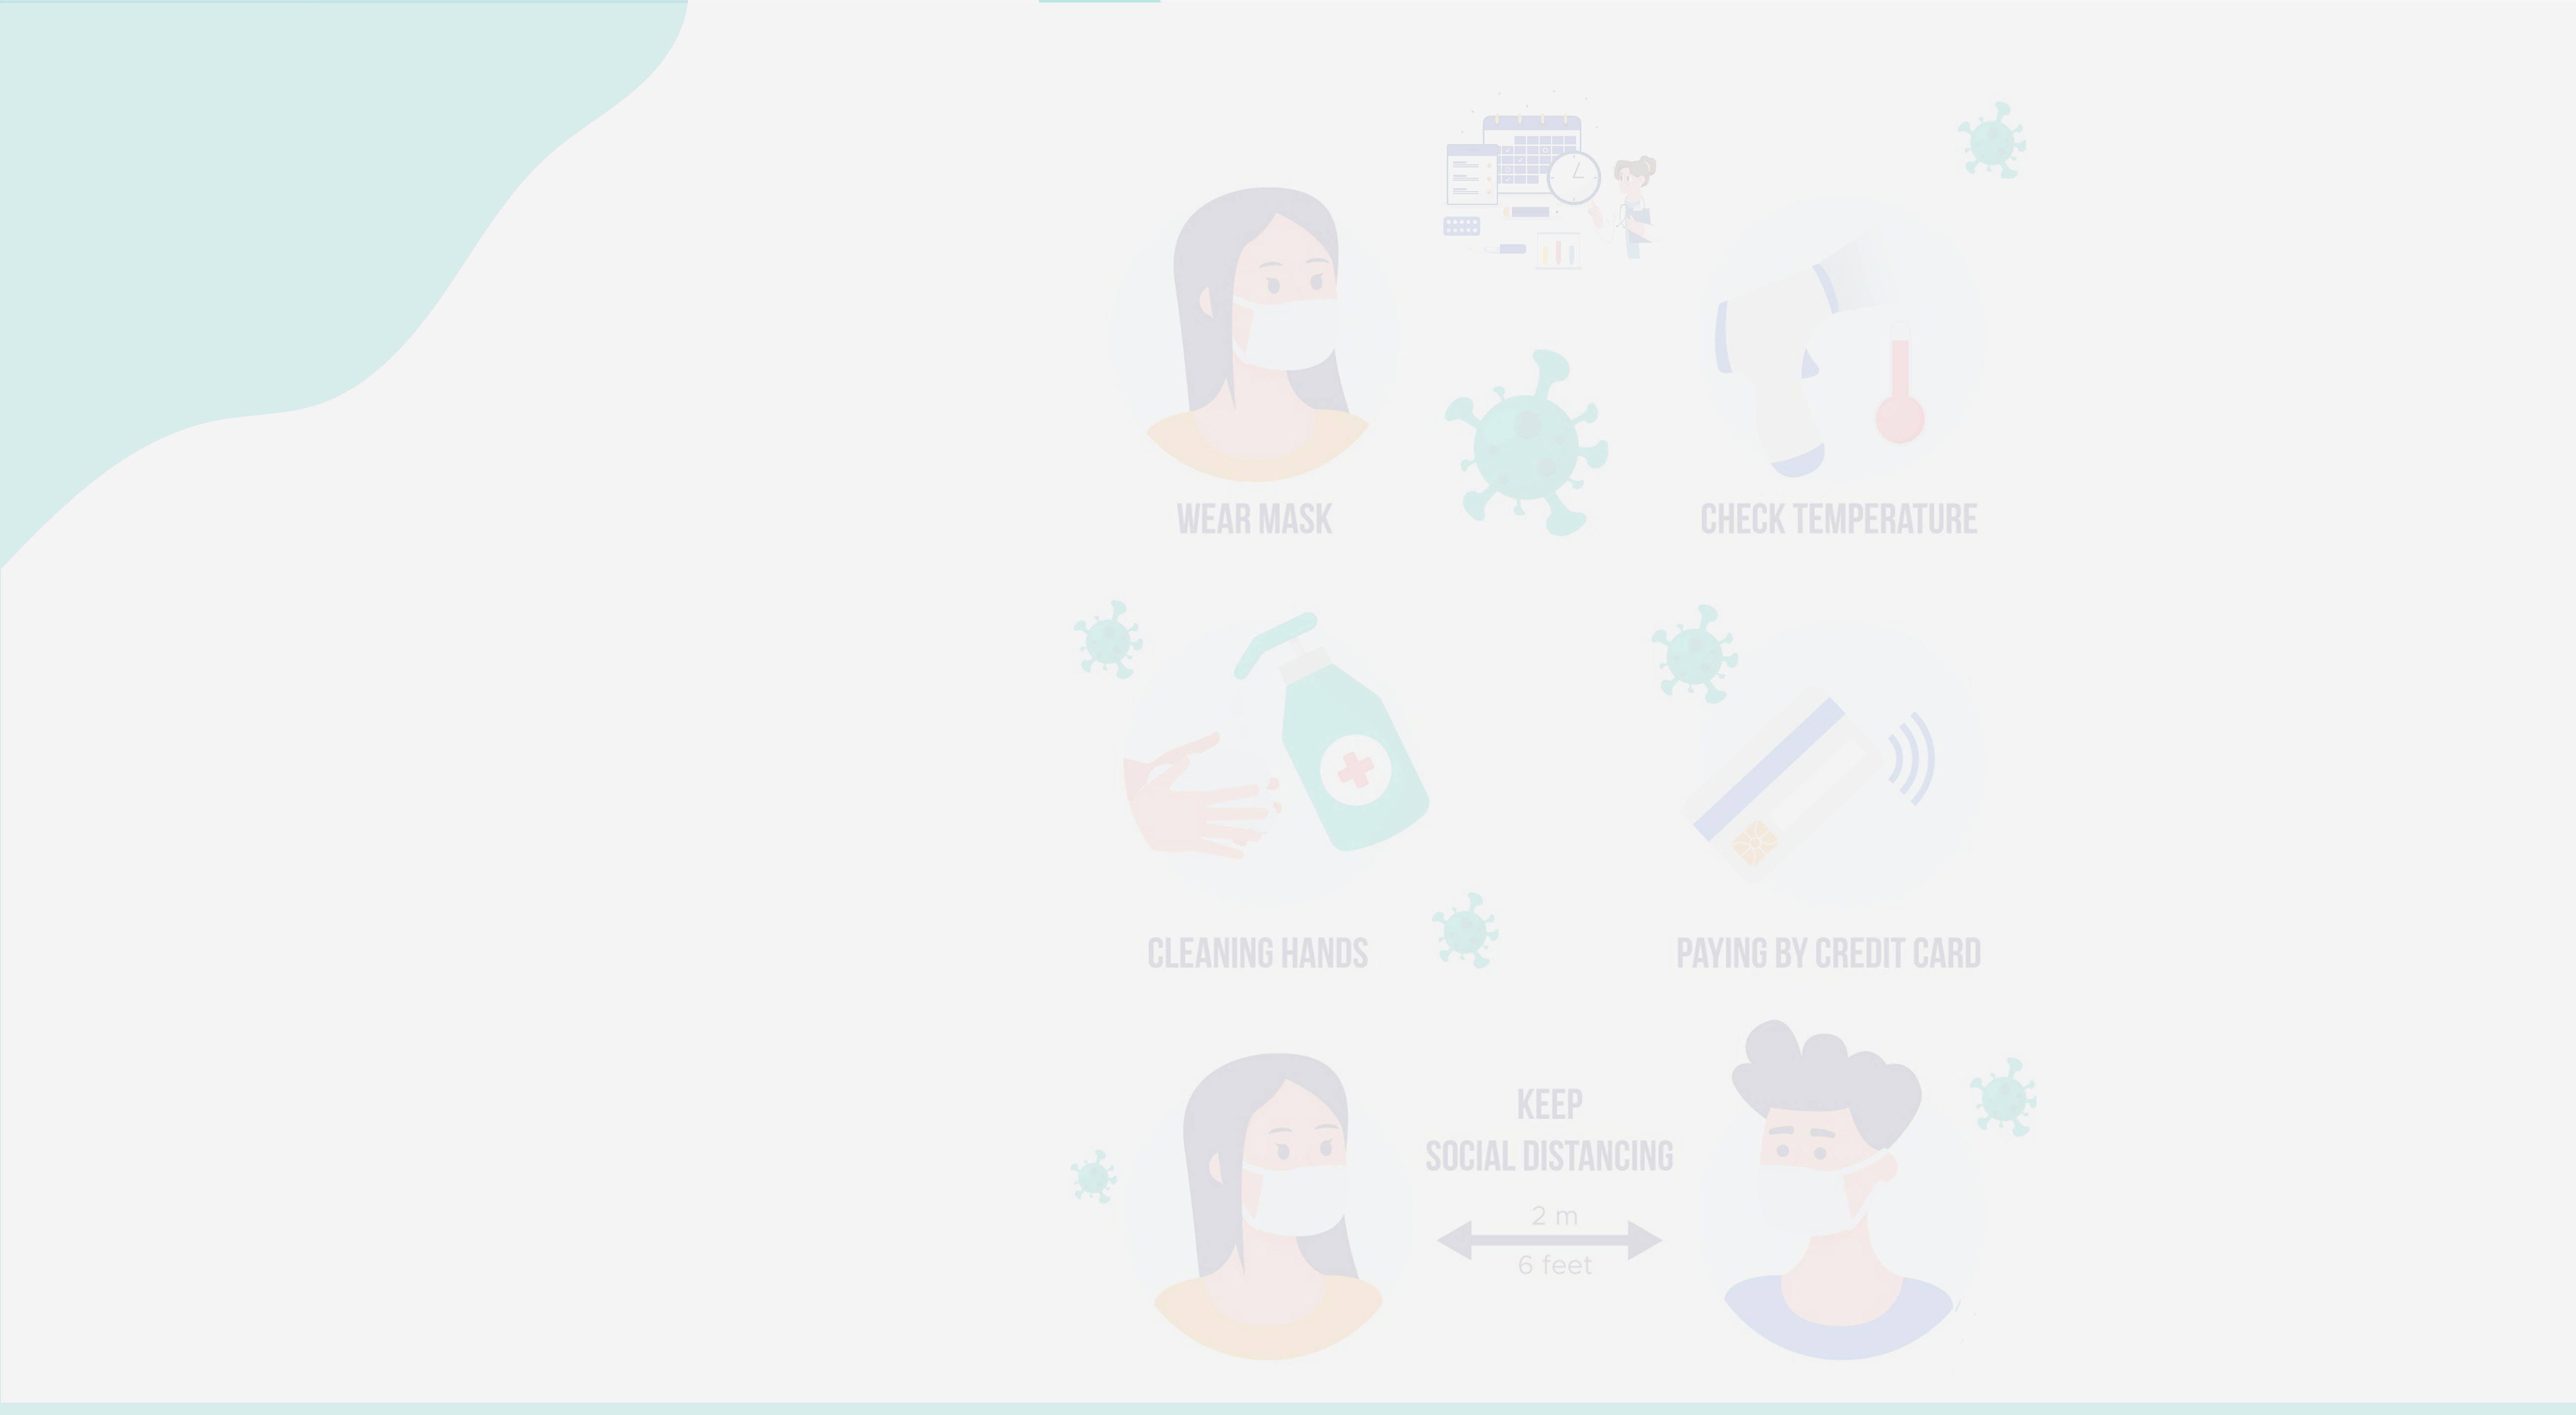 WEAR MASK
CHECK TEMPERATURE
CLEANING HANDS
PAYING BY CREDIT CARD
KEEP
SOCIAL DISTANCING
2 m
6 feet